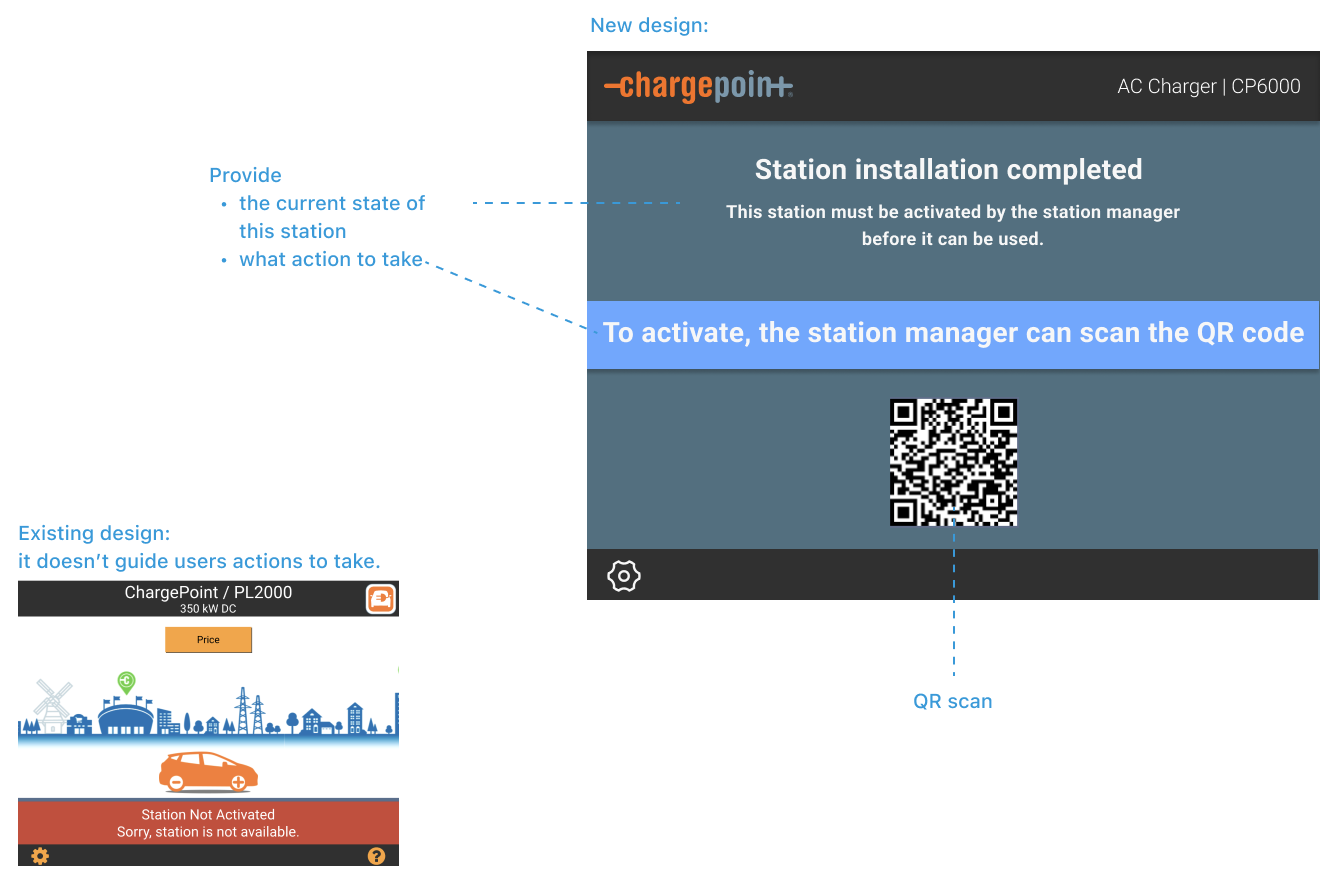 New design:
chargepoint
AC Charger | CP6000
Station installation completed
This station must be activated by the station manager
before it can be used.
To activate, the station manager can scan the QR code
Provide
• the current state of
this station
• what action to take
QR scan
Existing design:
it doesn’t guide users actions to take.
ChargePoint / PL2000
350 kW DC
Price
Station Not Activated
Sorry, station is not available.
?